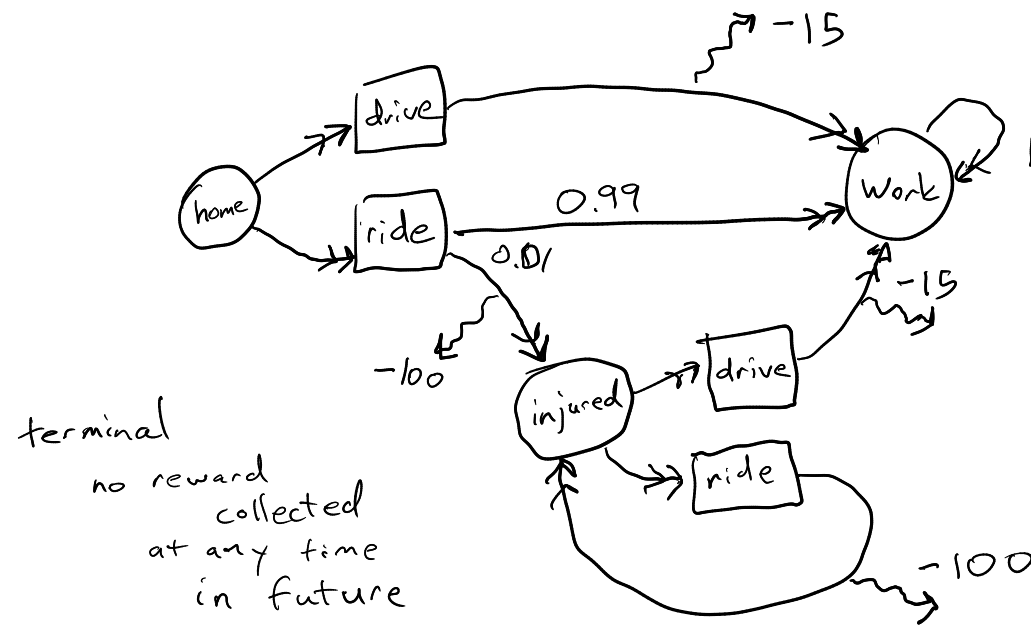 -15
drive
home
0.99
work
ride
0.01
-15
-100
injured
drive
terminal
no reward
ride
collected
at any time
-100
in future